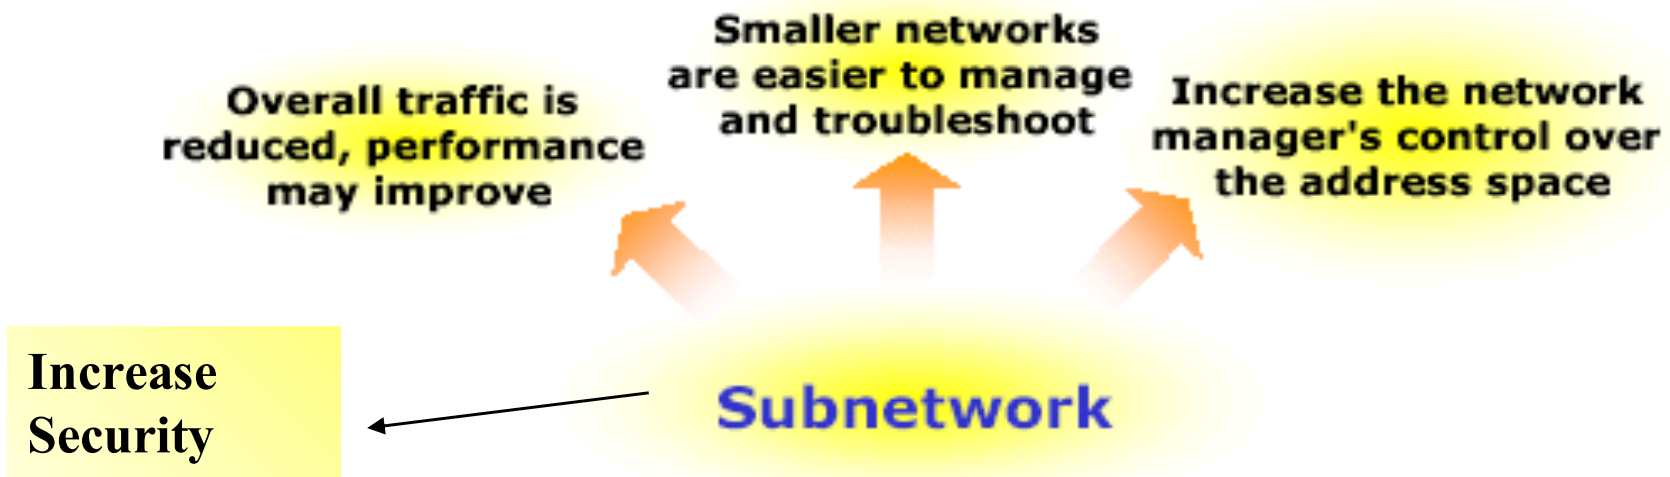 Overall traffic is
reduced, performance
may improve
Smaller networks
are easier to manage
and troubleshoot
Increase the network
manager's control over
the address space
Increase
Security
Subnetwork